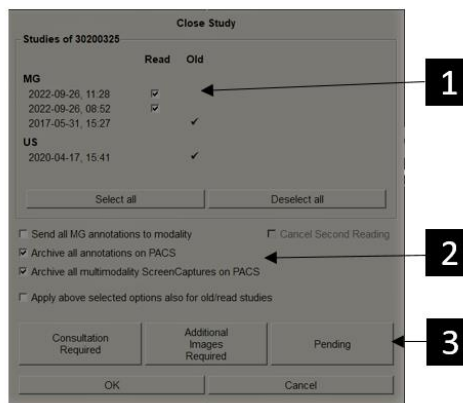 Close Study
Studies of 30200325
Read Old
MG
2022-09-26, 11:28
2022-09-26, 08:52
2017-05-31, 15:27
US
2020-04-17, 15:41
Select all Deselect all
Send all MG annotations to modality Cancel Second Reading
Archive all annotations on PACS
Archive all multimodality ScreenCaptures on PACS
Apply above selected options also for old/read studies
Consultation Required Additional Images Required Pending
OK Cancel
1
2
3